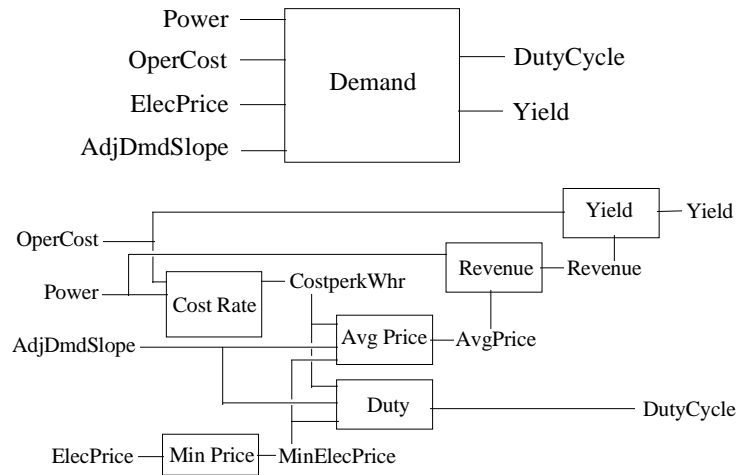 Power
OperCost
ElecPrice
AdjDmdSlope
Demand
DutyCycle
Yield
Yield
Yield
OperCost
Revenue
Revenue
Power
Cost Rate
CostperkWhr
AdjDmdSlope
Avg Price
AvgPrice
Duty
DutyCycle
ElecPrice
Min Price
MinElecPrice